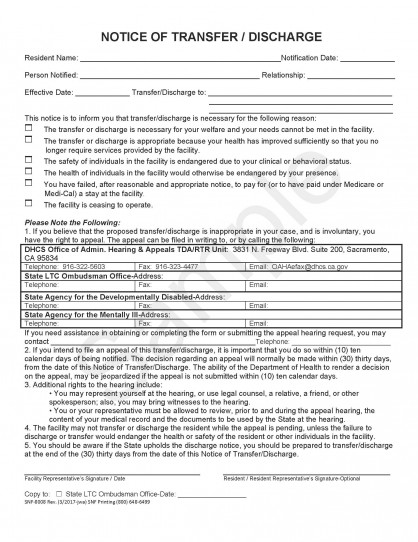 NOTICE OF TRANSFER / DISCHARGE
Resident Name: Notification Date:
Person Notified: Relationship:
Effective Date: Transfer/Discharge to:
This notice is to inform you that transfer/discharge is necessary for the following reason:
The transfer or discharge is necessary for your welfare and your needs cannot be met in the facility.
The transfer or discharge is appropriate because your health has improved sufficiently so that you no
longer require services provided by the facility.
The safety of individuals in the facility is endangered due to your clinical or behavioral status.
The health of individuals in the facility would otherwise be endangered by your presence.
You have failed, after reasonable and appropriate notice, to pay for (or to have paid under Medicare or
Medi-Cal) a stay at the facility
The facility is ceasing to operate.
Please Note the Following:
1. If you believe that the proposed transfer/discharge is inappropriate in your case, and is involuntary, you
have the right to appeal. The appeal can be filed in writing to, or by calling the following:
DHCS Office of Admin. Hearing & Appeals TDA/RTR Unit: 3831 N. Freeway Blvd. Suite 200, Sacramento,
CA 95834
Telephone: 916-322-5603 Fax: 916-323-4477 Email: OAHAefax@dhcs.ca.gov
State LTC Ombudsman Office-Address:
Telephone: Fax: Email:
State Agency for the Developmentally Disabled-Address:
Telephone: Fax: Email:
State Agency for the Mentally Ill-Address:
Telephone: Fax: Email:
If you need assistance in obtaining or completing the form or submitting the appeal hearing request, you may
contact Telephone:
2. If you intend to file an appeal of this transfer/discharge, it is important that you do so within (10) ten
calendar days of being notified. The decision regarding an appeal will normally be made within (30) thirty days,
from the date of this Notice of Transfer/Discharge. The ability of the Department of Health to render a decision
on the appeal, may be jeopardized if the appeal is not submitted within (10) ten calendar days.
3. Additional rights to the hearing include:
• You may represent yourself at the hearing, or use legal counsel, a relative, a friend, or other
spokesperson; also, you may bring witnesses to the hearing.
• You or your representative must be allowed to review, prior to and during the appeal hearing, the
content of your medical record and the documents to be used by the State at the hearing.
4. The facility may not transfer or discharge the resident while the appeal is pending, unless the failure to
discharge or transfer would endanger the health or safety of the resident or other individuals in the facility.
5. You should be aware if the State upholds the discharge notice, you should be prepared to transfer/discharge
at the end of the (30) thirty days from the date of this Notice of Transfer/Discharge.
Facility Representative's Signature / Date Resident / Resident Representative's Signature-Optional
Copy to: State LTC Ombudsman Office-Date:
SNF-8008 Rev. (5/2017-jwa) SNF Printing (800) 640-6499
Sample